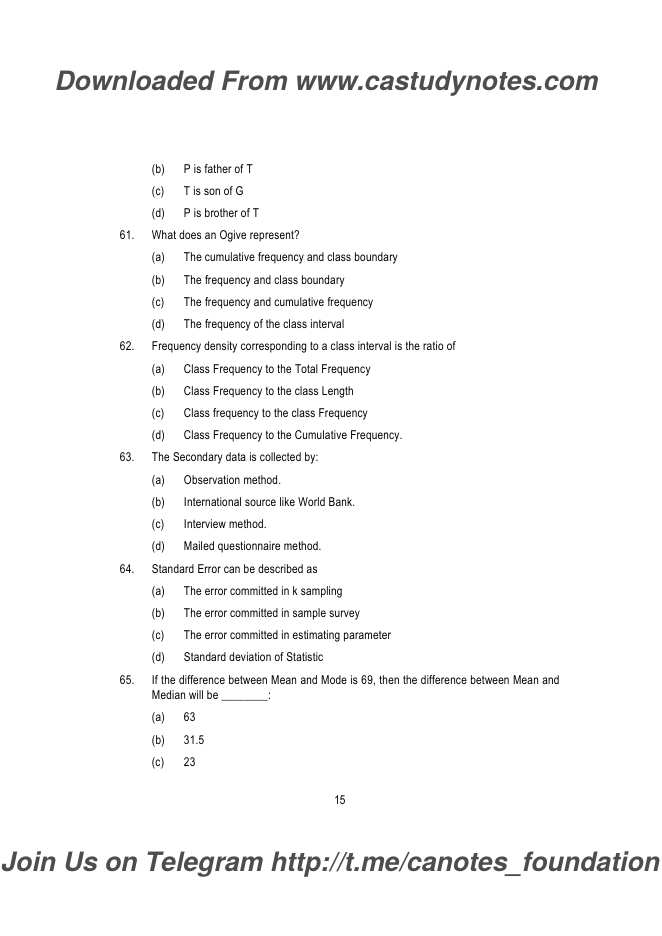 Downloaded From www.castudynotes.com
(b) P is father of T
(c) T is son of G
(d) P is brother of T
61. What does an Ogive represent?
(a) The cumulative frequency and class boundary
(b) The frequency and class boundary
(c) The frequency and cumulative frequency
(d) The frequency of the class interval
62. Frequency density corresponding to a class interval is the ratio of
(a) Class Frequency to the Total Frequency
(b) Class Frequency to the class Length
(c) Class frequency to the class Frequency
(d) Class Frequency to the Cumulative Frequency.
63. The Secondary data is collected by:
(a) Observation method.
(b) International source like World Bank.
(c) Interview method.
(d) Mailed questionnaire method.
64. Standard Error can be described as
(a) The error committed in k sampling
(b) The error committed in sample survey
(c) The error committed in estimating parameter
(d) Standard deviation of Statistic
65. If the difference between Mean and Mode is 69, then the difference between Mean and
Median will be ________:
(a) 63
(b) 31.5
(c) 23
15
Join Us on Telegram http://t.me/canotes_foundation